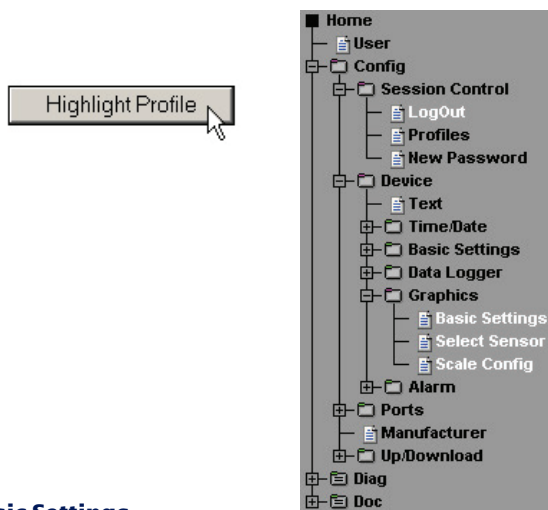 Highlight Profile
Home
User
Config
Session Control
LogOut
Profiles
New Password
Device
Text
Time/Date
Basic Settings
Data Logger
Graphics
Basic Settings
Select Sensor
Scale Config
Alarm
Ports
Manufacturer
Up/Download
Diag
Doc
Settings